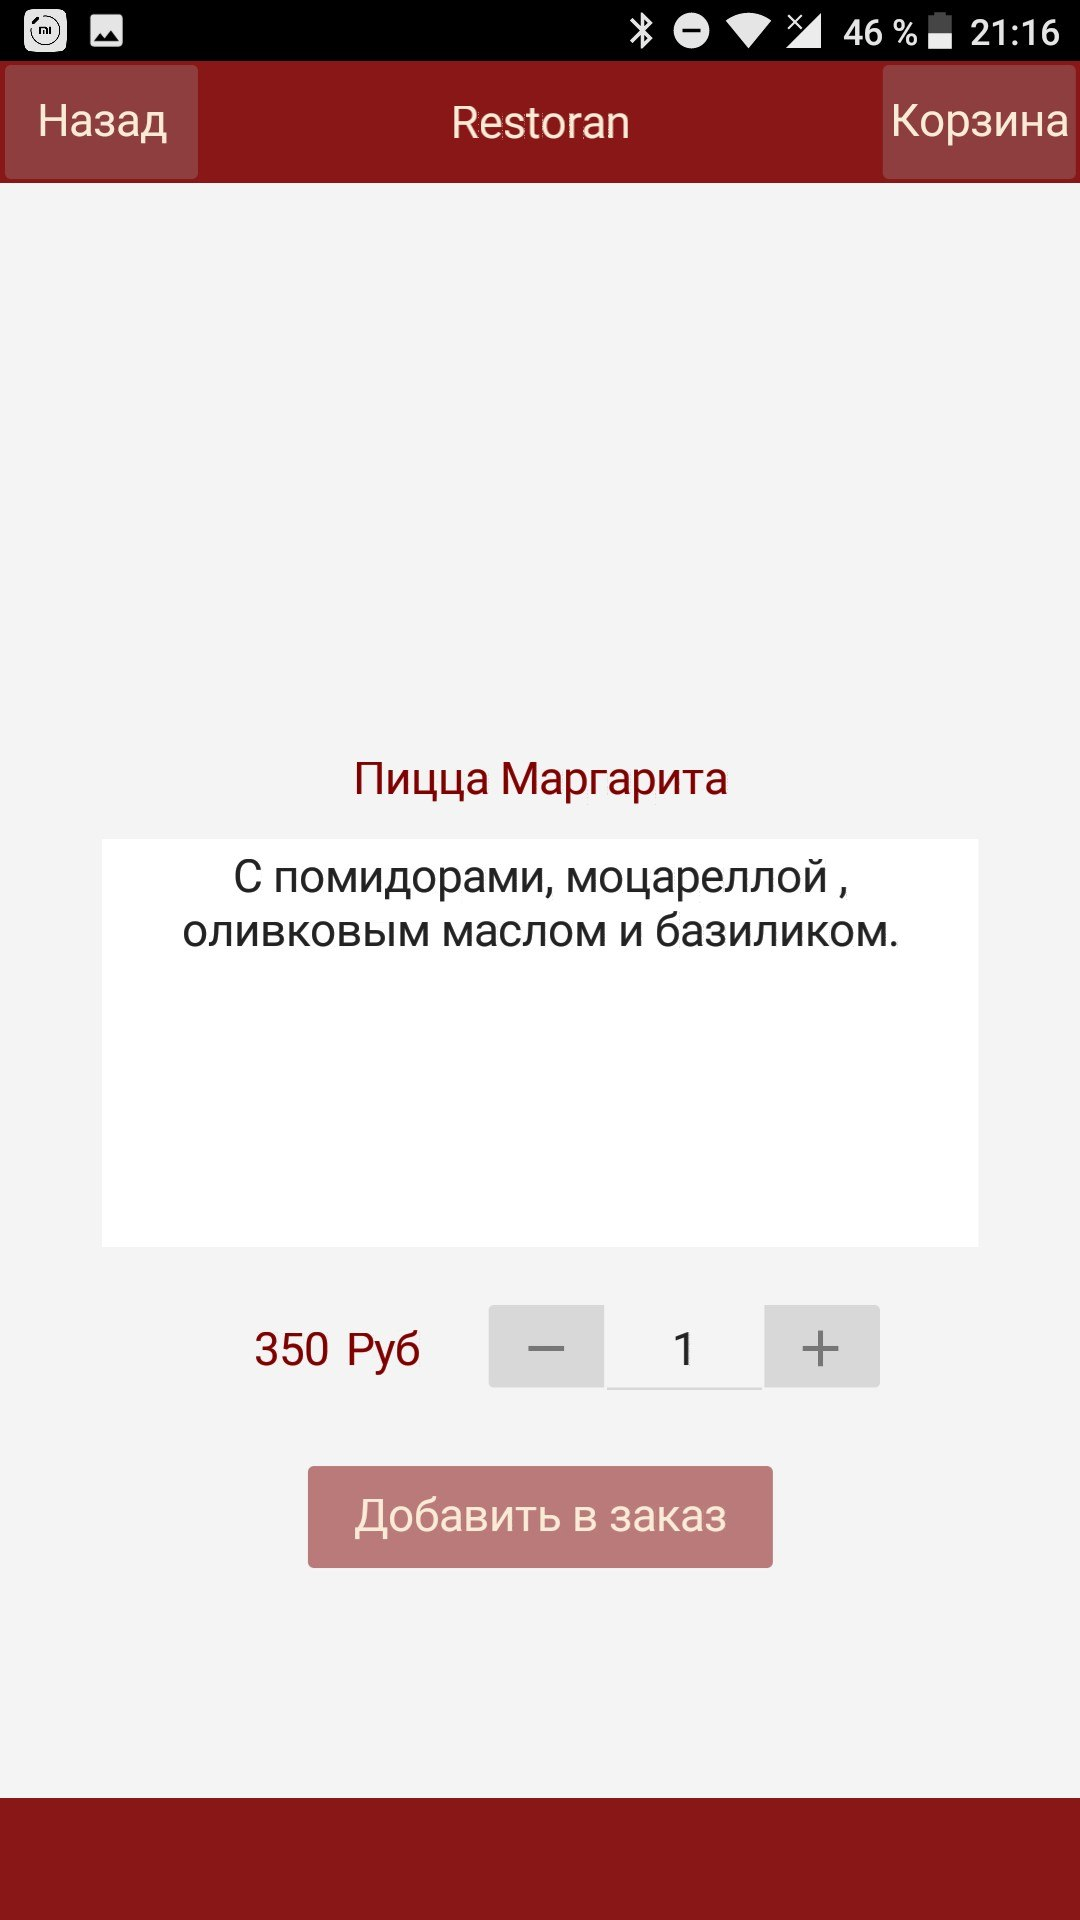 46 % 21:16
Назад Restoran Корзина
Пицца Маргарита
С помидорами, моцареллой ,
оливковым маслом и базиликом.
350 Руб − 1 +
Добавить в заказ